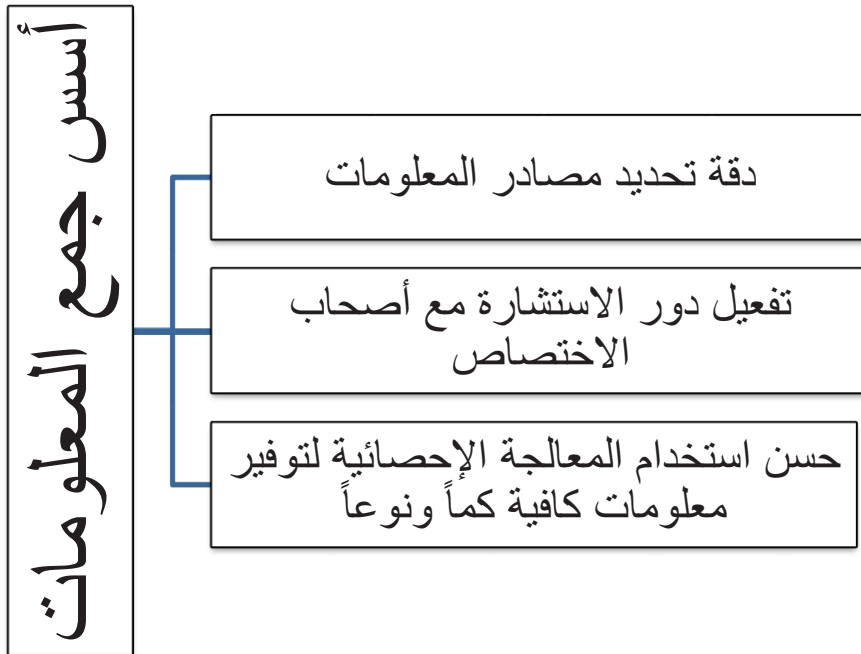 أسس جمع المعلومات
دقة تحديد مصادر المعلومات
تفعيل دور الاستشارة مع أصحاب
الاختصاص
حسن استخدام المعالجة الإحصائية لتوفير
معلومات كافية كماً ونوعاً